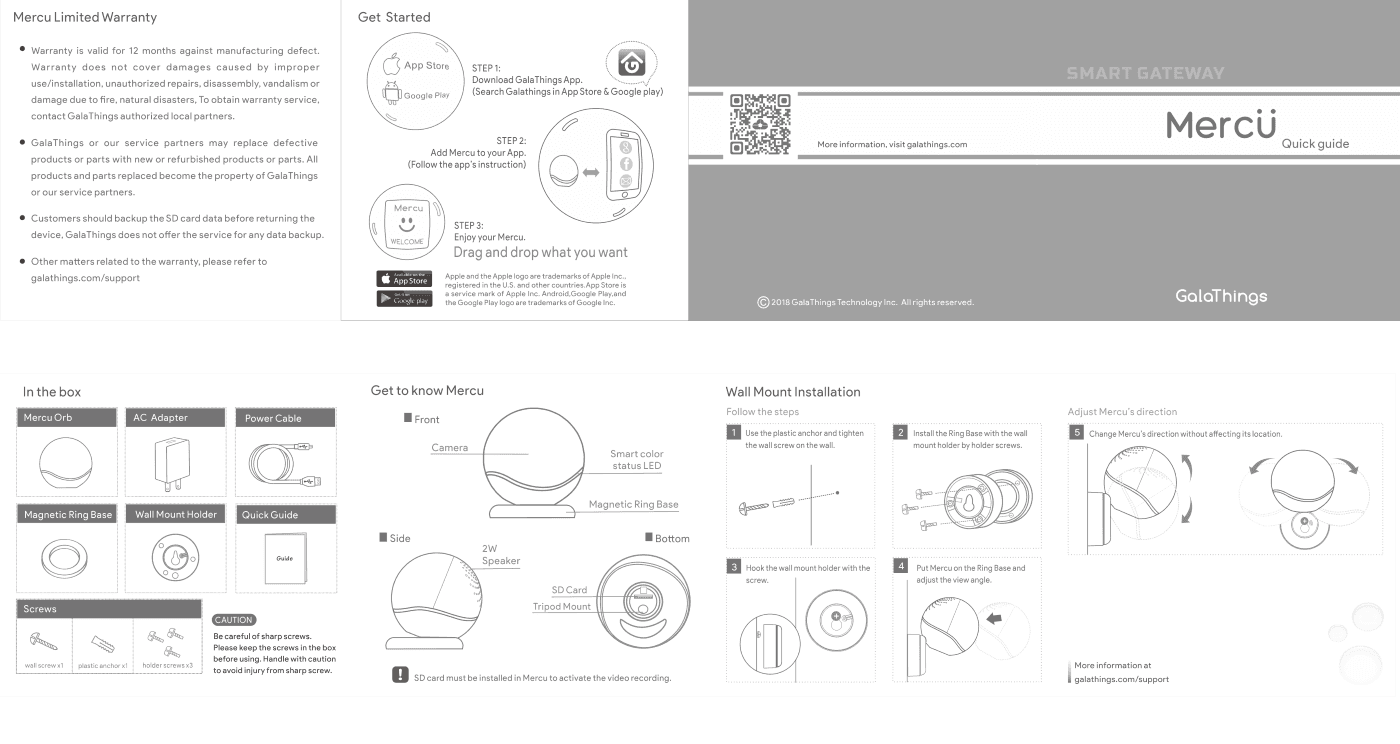 Mercu Limited Warranty
Warranty is valid for 12 months against manufacturing defect.
Warranty does not cover damages caused by improper
use/installation, unauthorized repairs, disassembly, vandalism or
damage due to fire, natural disasters, To obtain warranty service,
contact GalaThings authorized local partners.
GalaThings or our service partners may replace defective
products or parts with new or refurbished products or parts. All
products and parts replaced become the property of GalaThings
or our service partners.
Customers should backup the SD card data before returning the
device, GalaThings does not offer the service for any data backup.
Other matters related to the warranty, please refer to
galathings.com/support
Get Started
App Store
Google Play
STEP 1:
Download GalaThings App.
(Search Galathings in App Store & Google play)
STEP 2:
Add Mercu to your App.
(Follow the app's instruction)
Mercu
WELCOME
STEP 3:
Enjoy your Mercu.
Drag and drop what you want
Available on the
App Store
Get it on
Google play
Apple and the Apple logo are trademarks of Apple Inc.,
registered in the U.S. and other countries.App Store is
a service mark of Apple Inc. Android,Google Play,and
the Google Play logo are trademarks of Google Inc.
SMART GATEWAY
More information, visit galathings.com
Mercü
Quick guide
© 2018 GalaThings Technology Inc. All rights reserved.
GalaThings
In the box
Mercu Orb
AC Adapter
Power Cable
Magnetic Ring Base
Wall Mount Holder
Quick Guide
Guide
Screws
wall screw x1
plastic anchor x1
holder screws x3
CAUTION
Be careful of sharp screws.
Please keep the screws in the box
before using. Handle with caution
to avoid injury from sharp screw.
Get to know Mercu
Front
Camera
Smart color
status LED
Magnetic Ring Base
Side
2W
Speaker
Bottom
SD Card
Tripod Mount
! SD card must be installed in Mercu to activate the video recording.
Wall Mount Installation
Follow the steps
1 Use the plastic anchor and tighten
the wall screw on the wall.
2 Install the Ring Base with the wall
mount holder by holder screws.
3 Hook the wall mount holder with the
screw.
4 Put Mercu on the Ring Base and
adjust the view angle.
Adjust Mercu's direction
5 Change Mercu's direction without affecting its location.
More information at
galathings.com/support